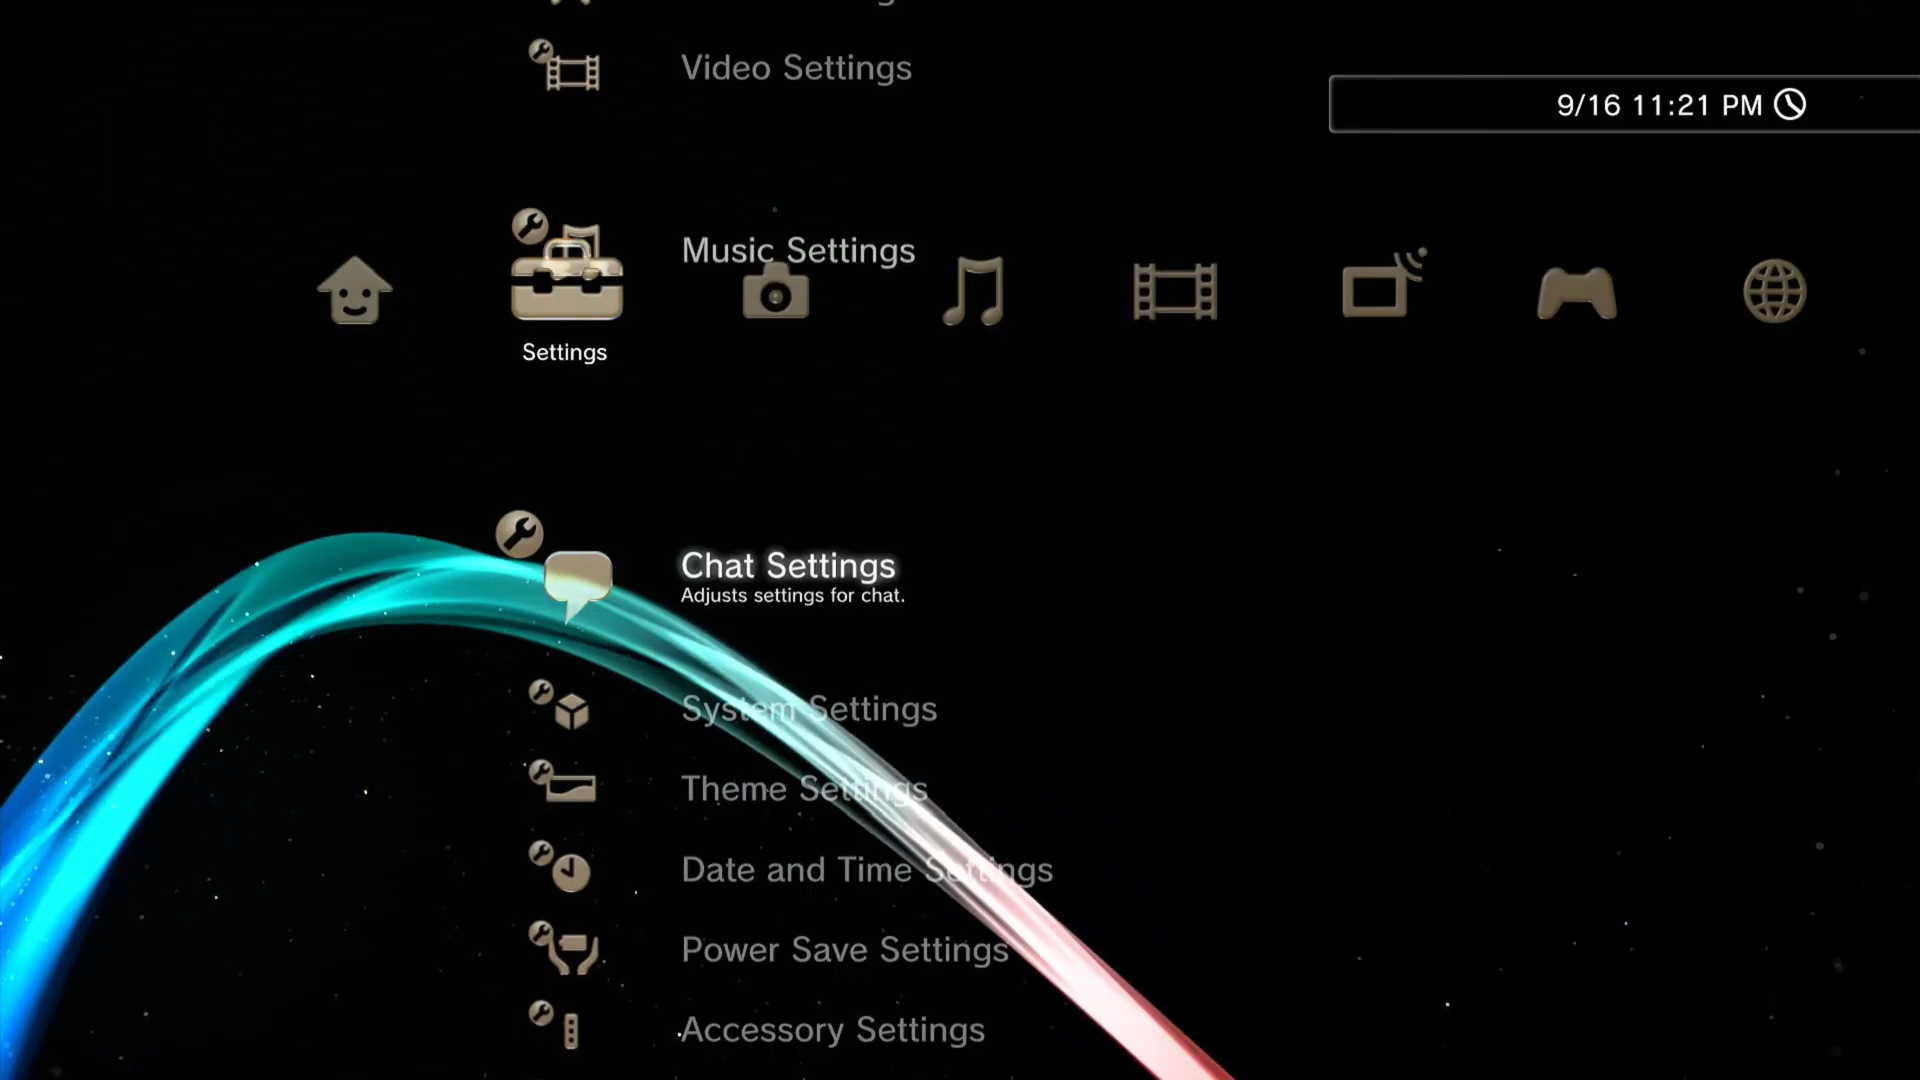 Video Settings
9/16 11:21 PM
Music Settings
Settings
Chat Settings
Adjusts settings for chat.
System Settings
Theme Settings
Date and Time Settings
Power Save Settings
Accessory Settings